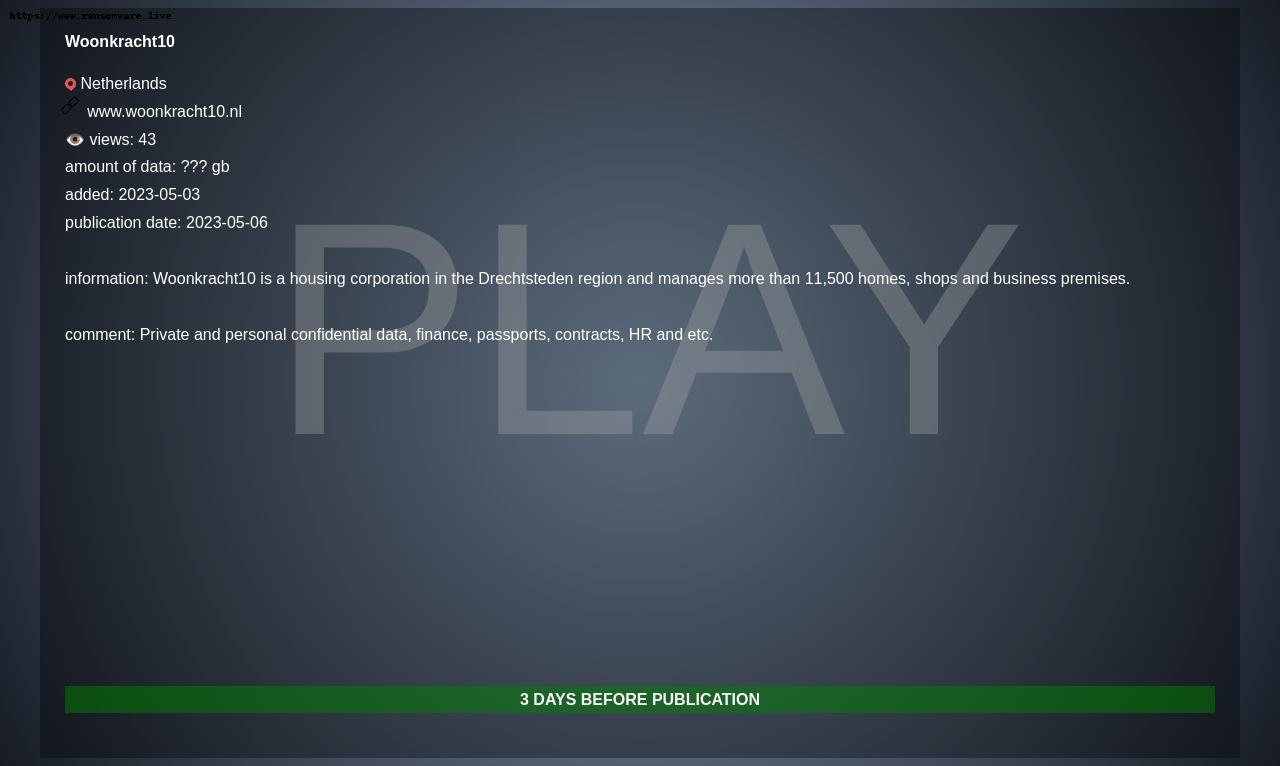 https://www.ransomware.live
Woonkracht10
Netherlands
www.woonkracht10.nl
views: 43
amount of data: ??? gb
added: 2023-05-03
publication date: 2023-05-06
PLAY
information: Woonkracht10 is a housing corporation in the Drechtsteden region and manages more than 11,500 homes, shops and business premises.
comment: Private and personal confidential data, finance, passports, contracts, HR and etc.
3 DAYS BEFORE PUBLICATION